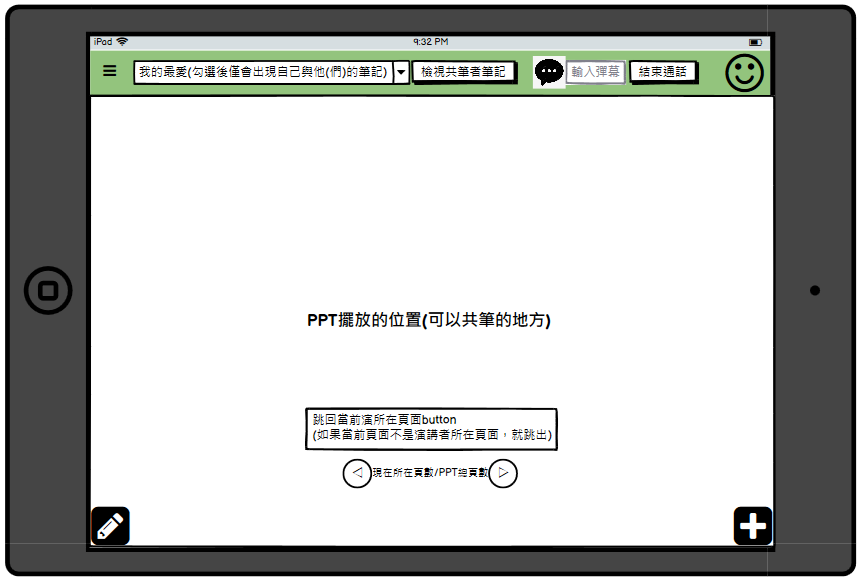 iPad
9:32 PM
我的最愛(勾選後僅會出現自己與他(們)的筆記)
檢視共筆者筆記
輸入彈幕
結束通話
PPT擺放的位置(可以共筆的地方)
跳回當前演所在頁面button
(如果當前頁面不是演講者所在頁面，就跳出)
現在所在頁數/PPT總頁數